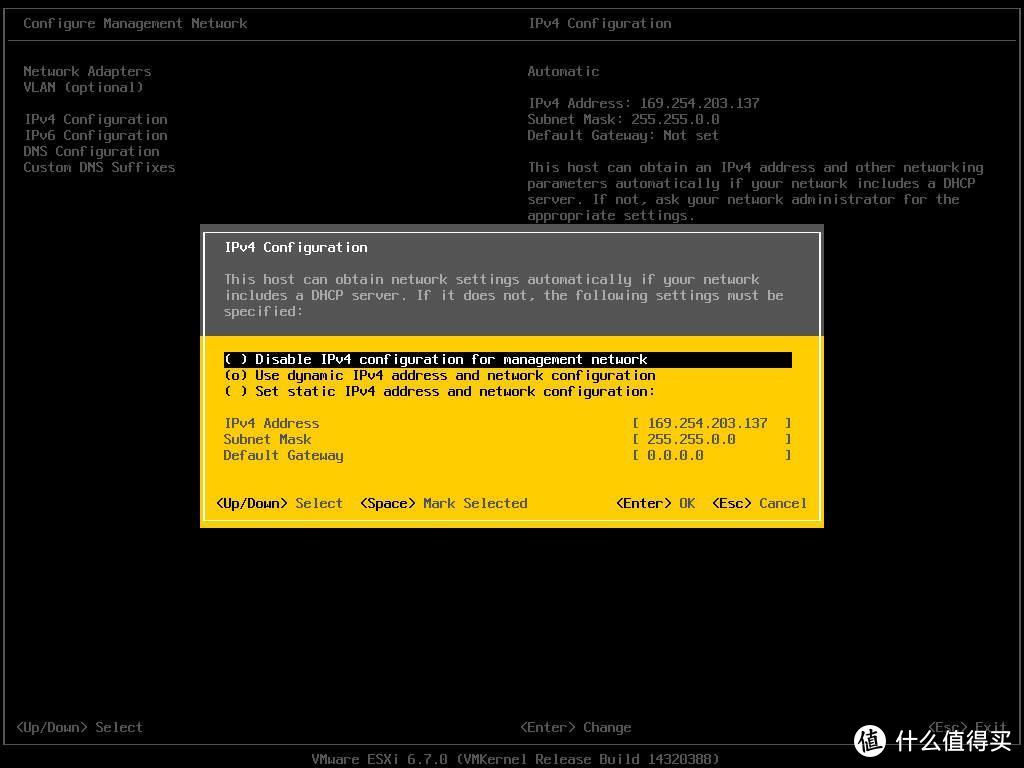 Configure Management Network
IPv4 Configuration
Network Adapters
VLAN (optional)
IPv4 Configuration
IPv6 Configuration
DNS Configuration
Custom DNS Suffixes
Automatic
IPv4 Address: 169.254.203.137
Subnet Mask: 255.255.0.0
Default Gateway: Not set
This host can obtain an IPv4 address and other networking
parameters automatically if your network includes a DHCP
server. If not, ask your network administrator for the
appropriate settings.
IPv4 Configuration
This host can obtain network settings automatically if your network
includes a DHCP server. If it does not, the following settings must be
specified:
( ) Disable IPv4 configuration for management network
(o) Use dynamic IPv4 address and network configuration
( ) Set static IPv4 address and network configuration:
IPv4 Address [ 169.254.203.137 ]
Subnet Mask [ 255.255.0.0 ]
Default Gateway [ 0.0.0.0 ]
<Up/Down> Select <Space> Mark Selected <Enter> OK <Esc> Cancel
<Up/Down> Select <Enter> Change <Esc> Exit
值 什么值得买
VMware ESXi 6.7.0 (VMKernel Release Build 14320388)